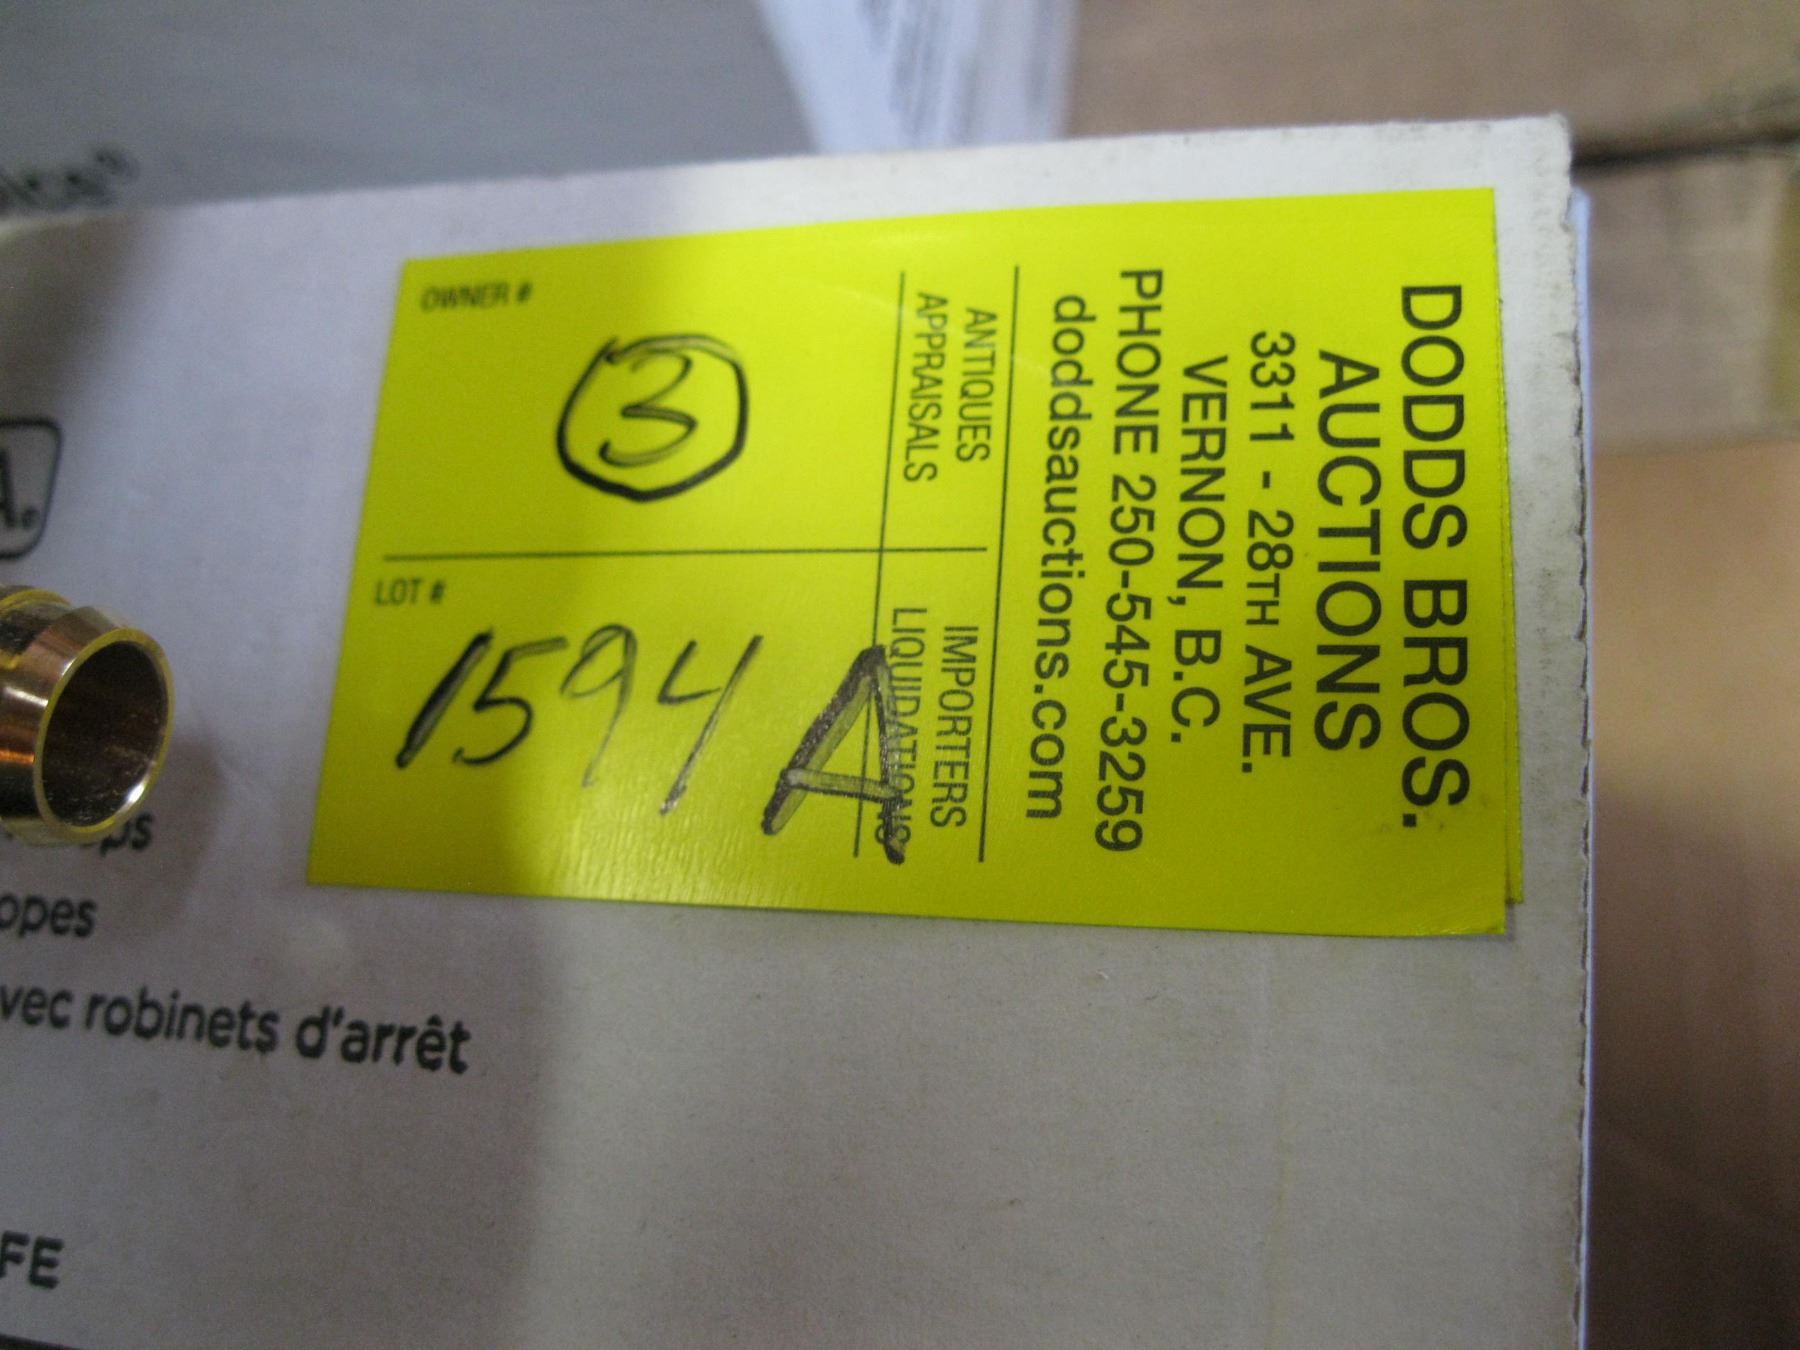 DODDS BROS.
AUCTIONS
3311 - 28TH AVE.
VERNON, B.C.
PHONE 250-545-3259
doddsauctions.com
ANTIQUES
APPRAISALS
IMPORTERS
LIQUIDATIONS
OWNER #
3
LOT #
1594 A
A.
opes
vec robinets d'arrêt
FE